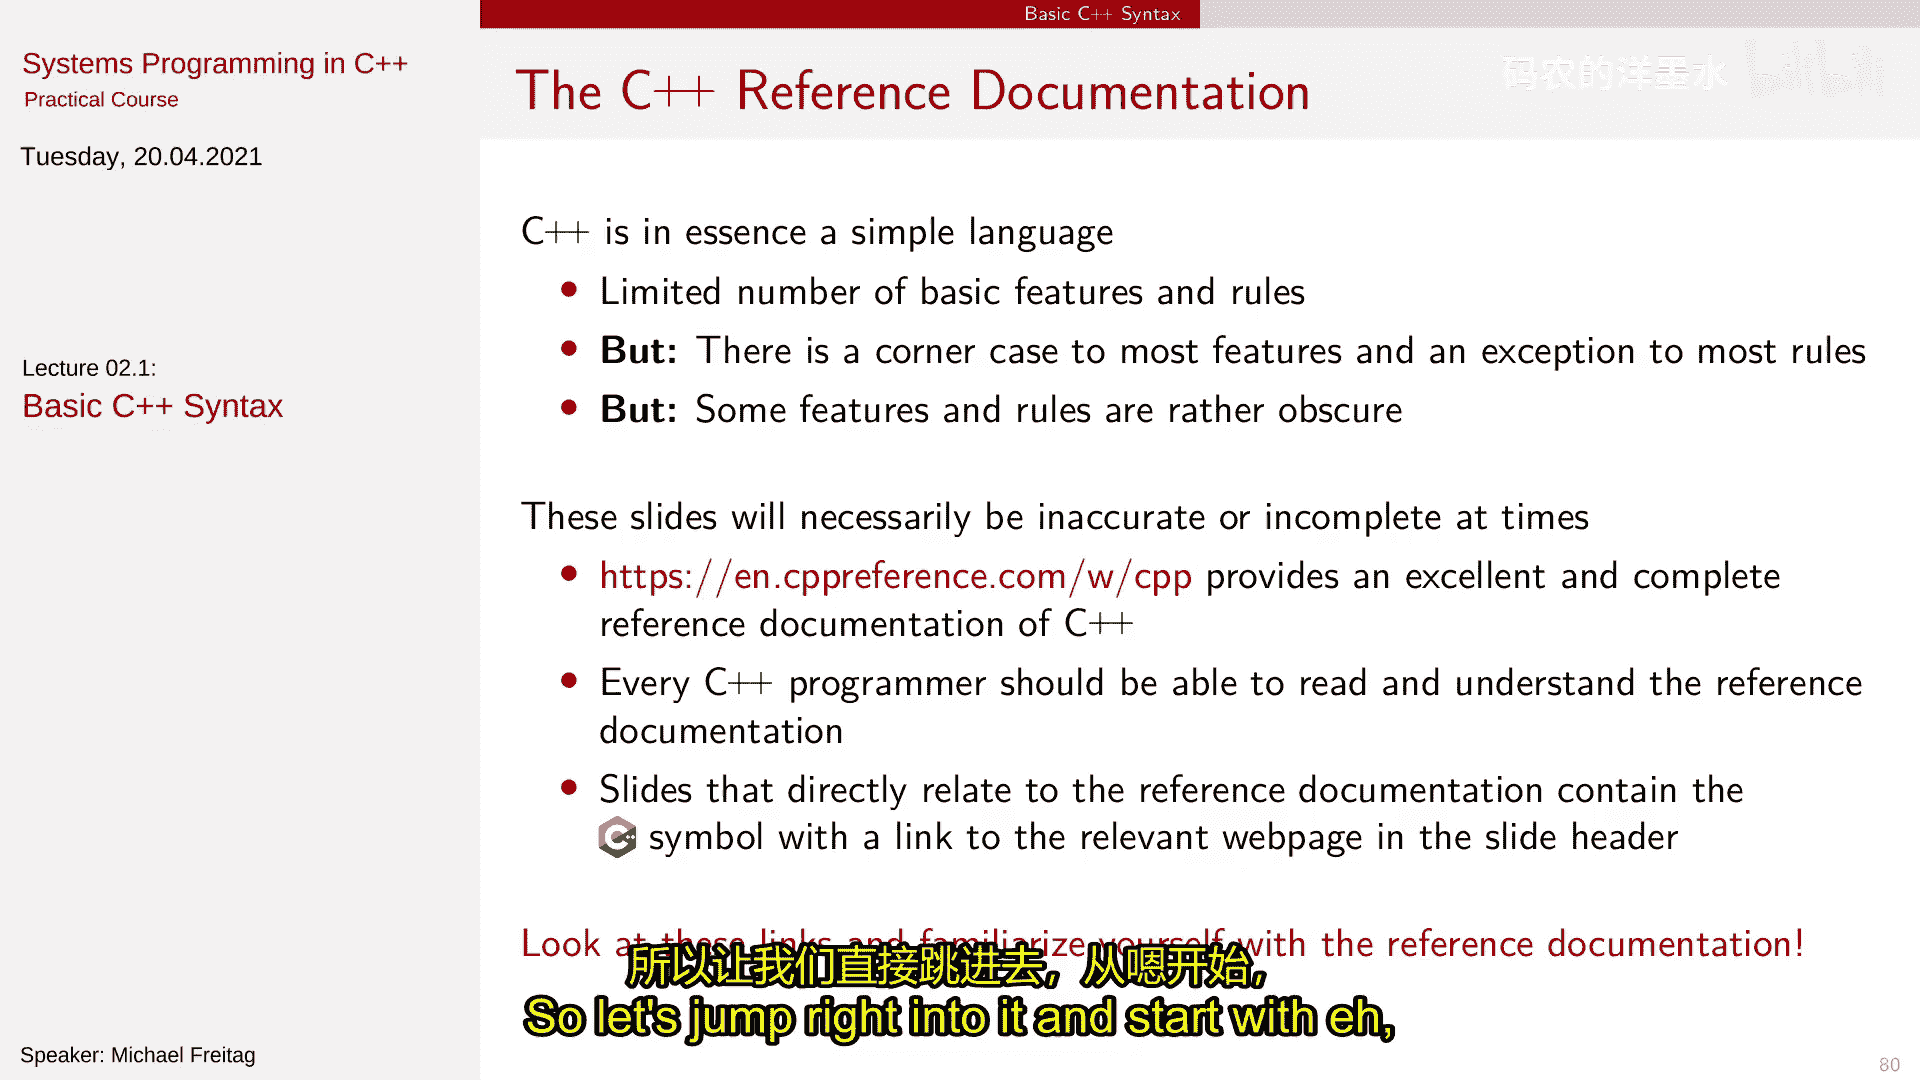 Basic C++ Syntax
Systems Programming in C++
Practical Course
Tuesday, 20.04.2021
Lecture 02.1:
Basic C++ Syntax
Speaker: Michael Freitag
The C++ Reference Documentation
码农的洋墨水 bilibili
C++ is in essence a simple language
• Limited number of basic features and rules
• But: There is a corner case to most features and an exception to most rules
• But: Some features and rules are rather obscure
These slides will necessarily be inaccurate or incomplete at times
• https://en.cppreference.com/w/cpp provides an excellent and complete
reference documentation of C++
• Every C++ programmer should be able to read and understand the reference
documentation
• Slides that directly relate to the reference documentation contain the
symbol with a link to the relevant webpage in the slide header
Look at these links and familiarize yourself with the reference documentation!
所以让我们直接跳进去，从嗯开始，
So let's jump right into it and start with eh,
80